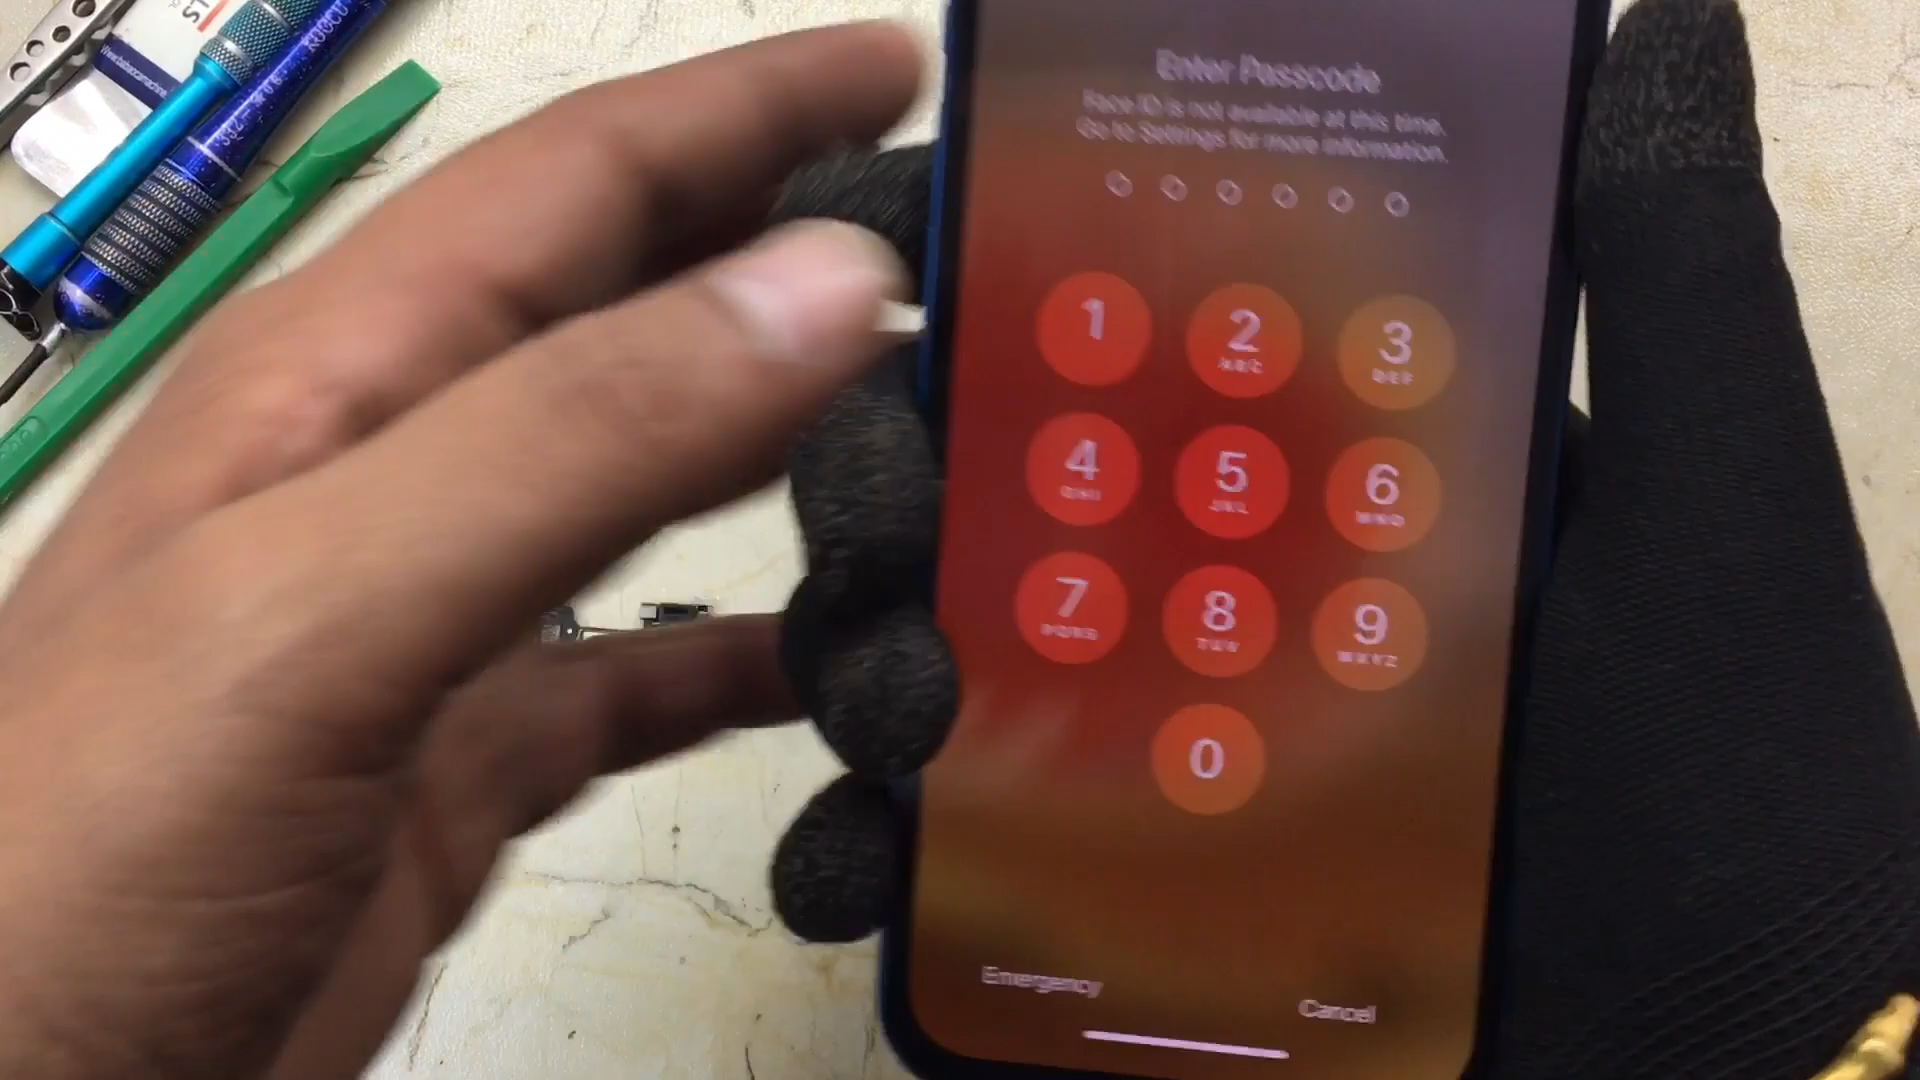 Enter Passcode
Face ID is not available at this time.
Go to Settings for more information.
1
2
ABC
3
DEF
4
GHI
5
JKL
6
MNO
7
PQRS
8
TUV
9
WXYZ
0
Emergency
Cancel
ST